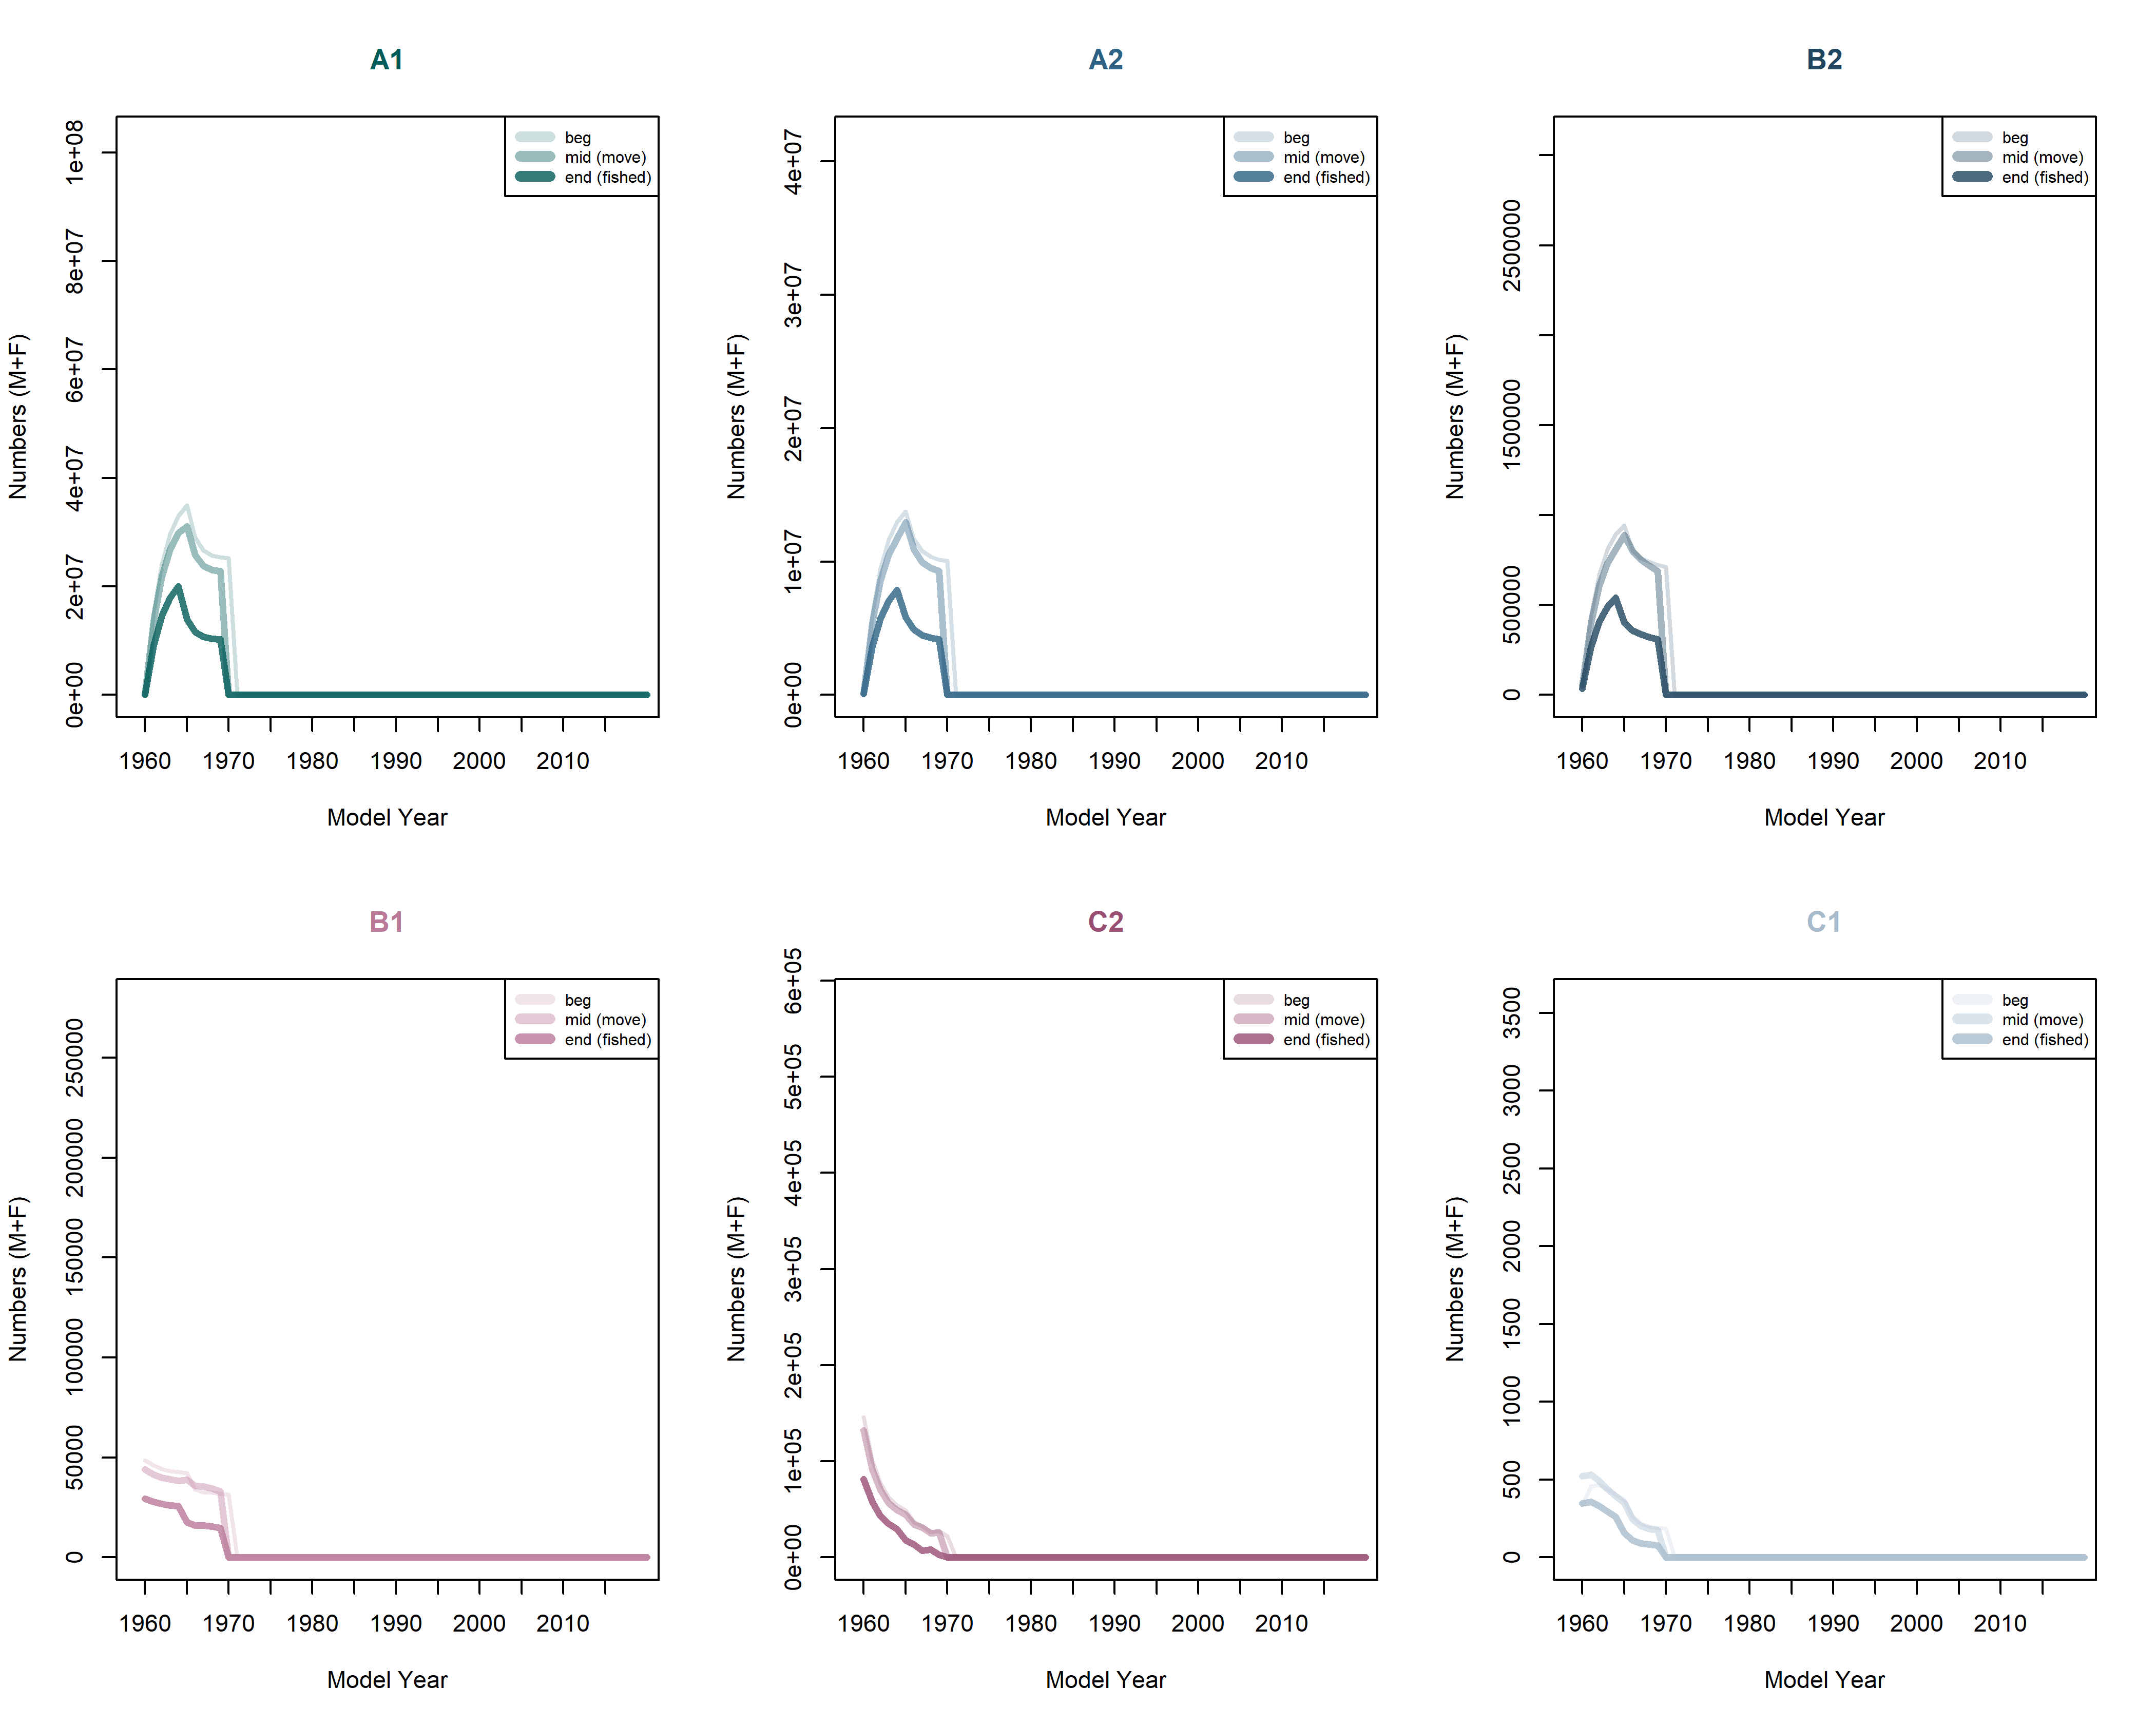 A1
beg
mid (move)
end (fished)
Numbers (M+F)
1e+08
8e+07
6e+07
4e+07
2e+07
0e+00
1960 1970 1980 1990 2000 2010
Model Year
A2
beg
mid (move)
end (fished)
Numbers (M+F)
4e+07
3e+07
2e+07
1e+07
0e+00
1960 1970 1980 1990 2000 2010
Model Year
B2
beg
mid (move)
end (fished)
Numbers (M+F)
2500000
1500000
500000
0
1960 1970 1980 1990 2000 2010
Model Year
B1
beg
mid (move)
end (fished)
Numbers (M+F)
250000
200000
150000
100000
50000
0
1960 1970 1980 1990 2000 2010
Model Year
C2
beg
mid (move)
end (fished)
Numbers (M+F)
6e+05
5e+05
4e+05
3e+05
2e+05
1e+05
0e+00
1960 1970 1980 1990 2000 2010
Model Year
C1
beg
mid (move)
end (fished)
Numbers (M+F)
3500
3000
2500
2000
1500
1000
500
0
1960 1970 1980 1990 2000 2010
Model Year